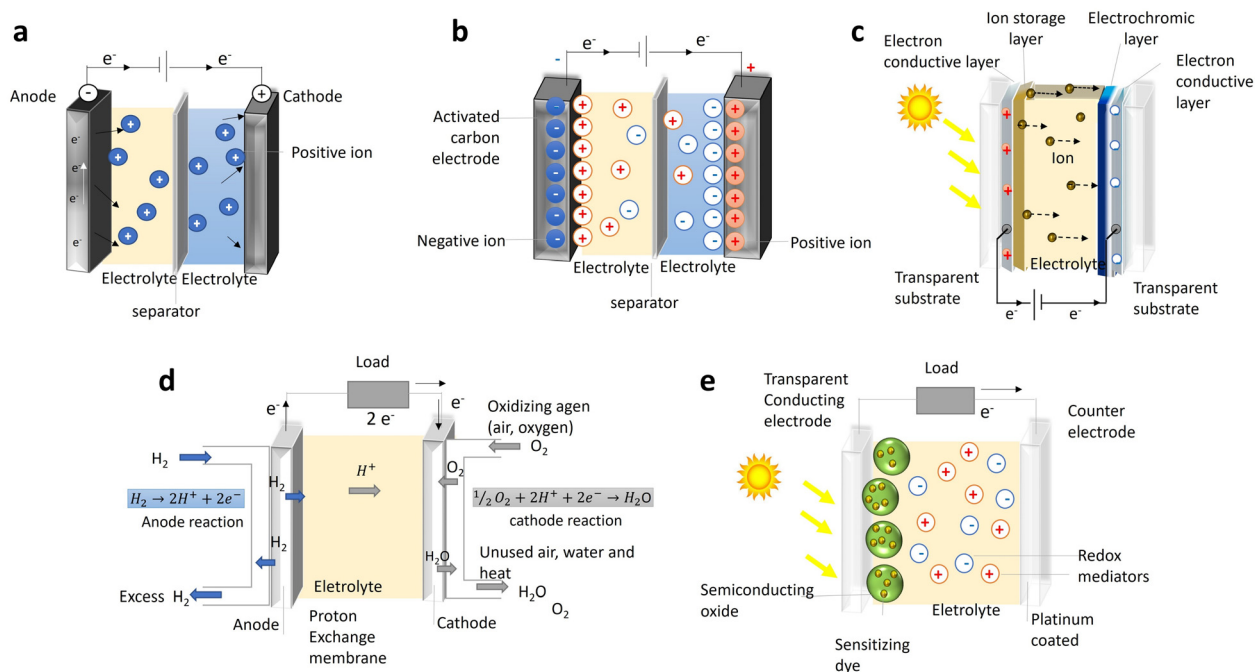 a
e-
e-
Anode
-
+
Cathode
e-
e-
e-
e-
+
+
+
+
+
+
+
+
+
+
Positive ion
Electrolyte
Electrolyte
separator
b
e-
e-
-
+
Activated
carbon
electrode
Negative ion
Positive ion
Electrolyte
Electrolyte
separator
c
Ion storage
layer
Electrochromic
layer
Electron
conductive layer
Electron
conductive
layer
Ion
Electrolyte
Transparent
substrate
Transparent
substrate
e-
e-
d
Load
2 e-
e-
e-
Oxidizing agen
(air, oxygen)
O2
H2
H2
H+
O2
H2 → 2H+ + 2e−
Anode reaction
½ O2 + 2H+ + 2e− → H2O
cathode reaction
H2
H2O
Unused air, water and
heat
Excess H2
H2O
O2
Eletrolyte
Anode
Proton
Exchange
membrane
Cathode
e
Load
e-
Transparent
Conducting
electrode
Counter
electrode
Redox
mediators
Semiconducting
oxide
Eletrolyte
Sensitizing
dye
Platinum
coated